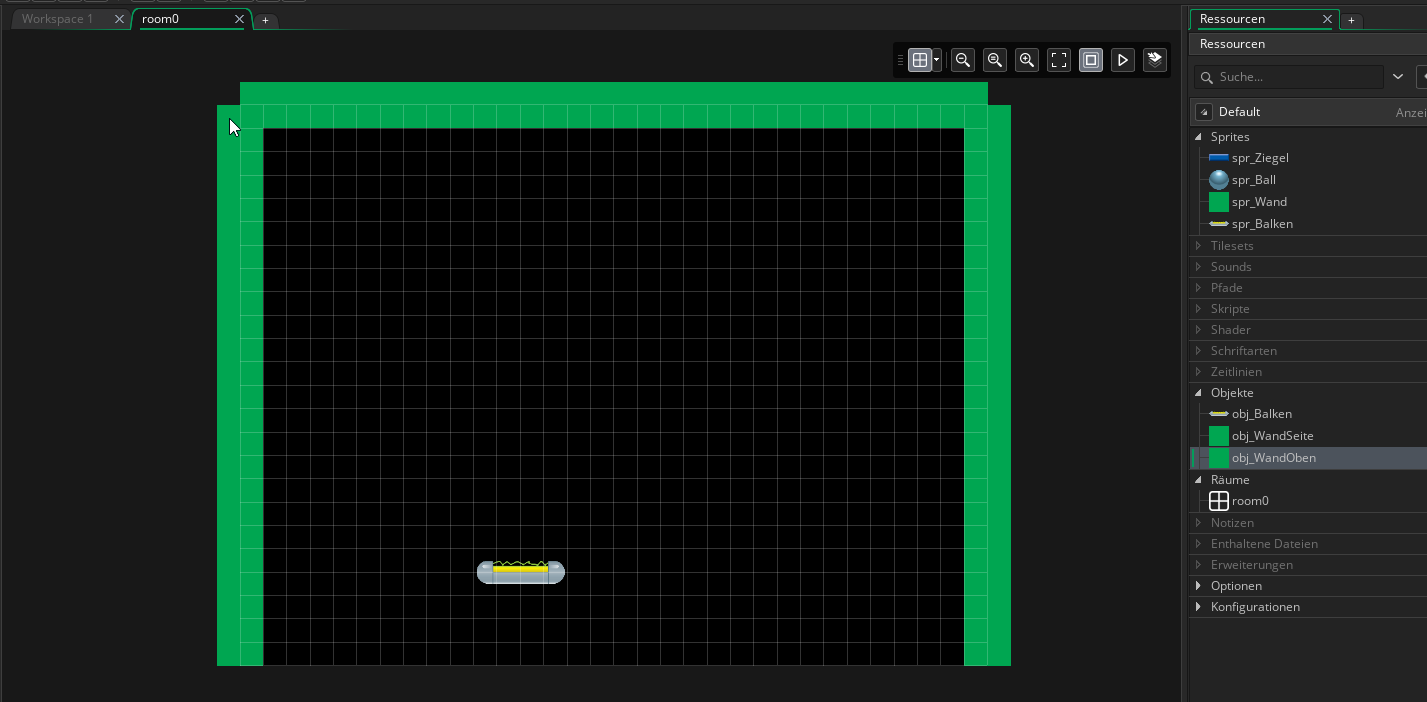 Workspace 1
room0
Ressourcen
Ressourcen
Suche...
Default
Anzei
Sprites
spr_Ziegel
spr_Ball
spr_Wand
spr_Balken
Tilesets
Sounds
Pfade
Skripte
Shader
Schriftarten
Zeitlinien
Objekte
obj_Balken
obj_WandSeite
obj_WandOben
Räume
room0
Notizen
Enthaltene Dateien
Erweiterungen
Optionen
Konfigurationen